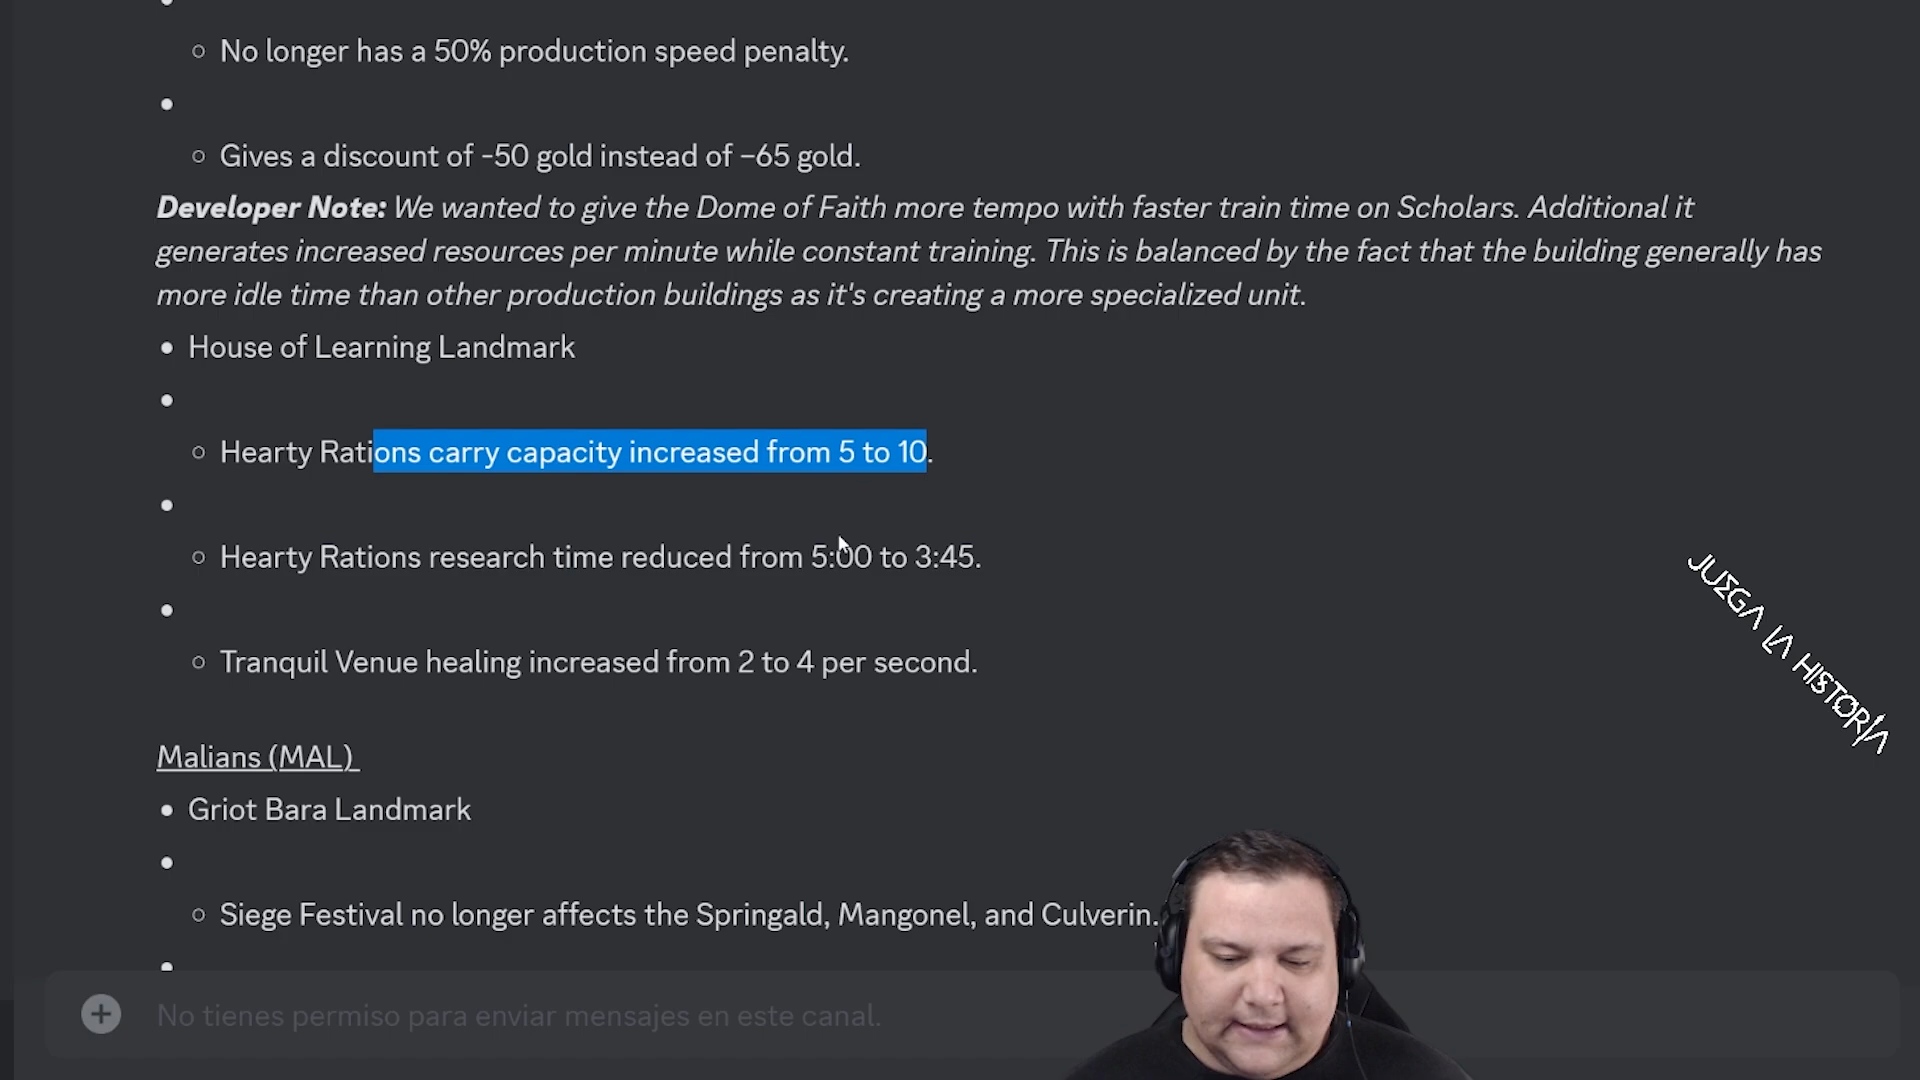 No longer has a 50% production speed penalty.
Gives a discount of -50 gold instead of –65 gold.
Developer Note: We wanted to give the Dome of Faith more tempo with faster train time on Scholars. Additional it
generates increased resources per minute while constant training. This is balanced by the fact that the building generally has
more idle time than other production buildings as it's creating a more specialized unit.
House of Learning Landmark
Hearty Rations carry capacity increased from 5 to 10.
Hearty Rations research time reduced from 5:00 to 3:45.
Tranquil Venue healing increased from 2 to 4 per second.
JUEGA LA HISTORIA
Malians (MAL)
Griot Bara Landmark
Siege Festival no longer affects the Springald, Mangonel, and Culverin.
No tienes permiso para enviar mensajes en este canal.